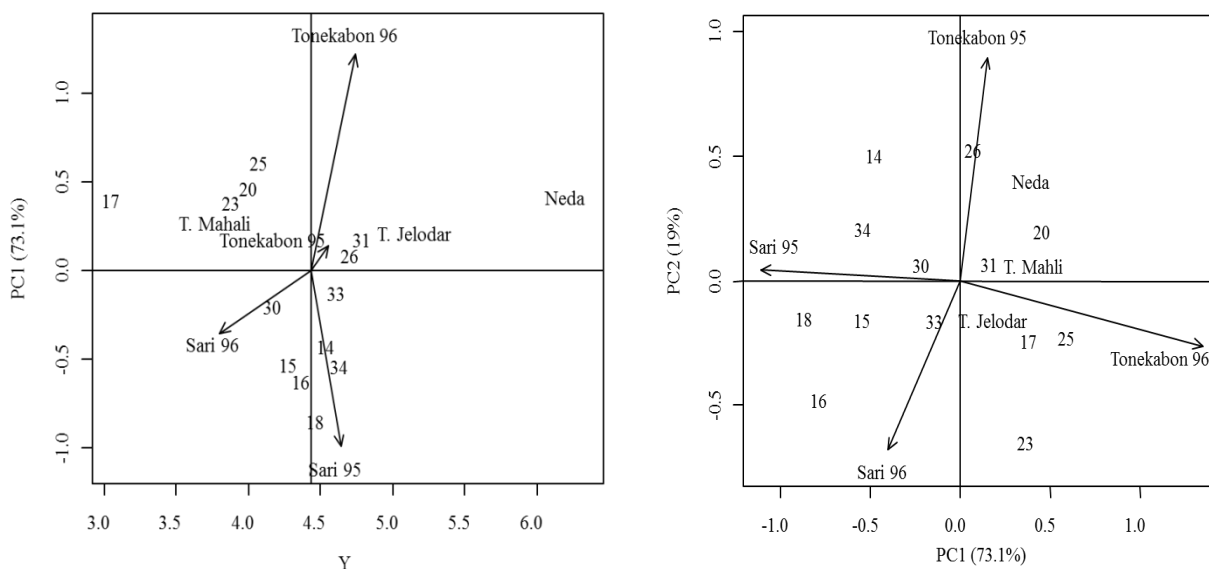 Tonekabon 96
1.0
0.5
0.0
-0.5
-1.0
PC1 (73.1%)
25
20
17
23
T. Mahali
Neda
Tonekabon 95
31
T. Jelodar
26
33
30
Sari 96
14
15
34
16
18
Sari 95
3.0
4.0
4.5
5.0
5.5
6.0
Y
Tonekabon 95
1.0
0.5
0.0
-0.5
PC2 (19%)
26
14
Neda
34
20
Sari 95
30
31
T. Mahli
18
15
33
T. Jelodar
17
25
Tonekabon 96
16
23
Sari 96
-1.0
-0.5
0.0
0.5
1.0
PC1 (73.1%)